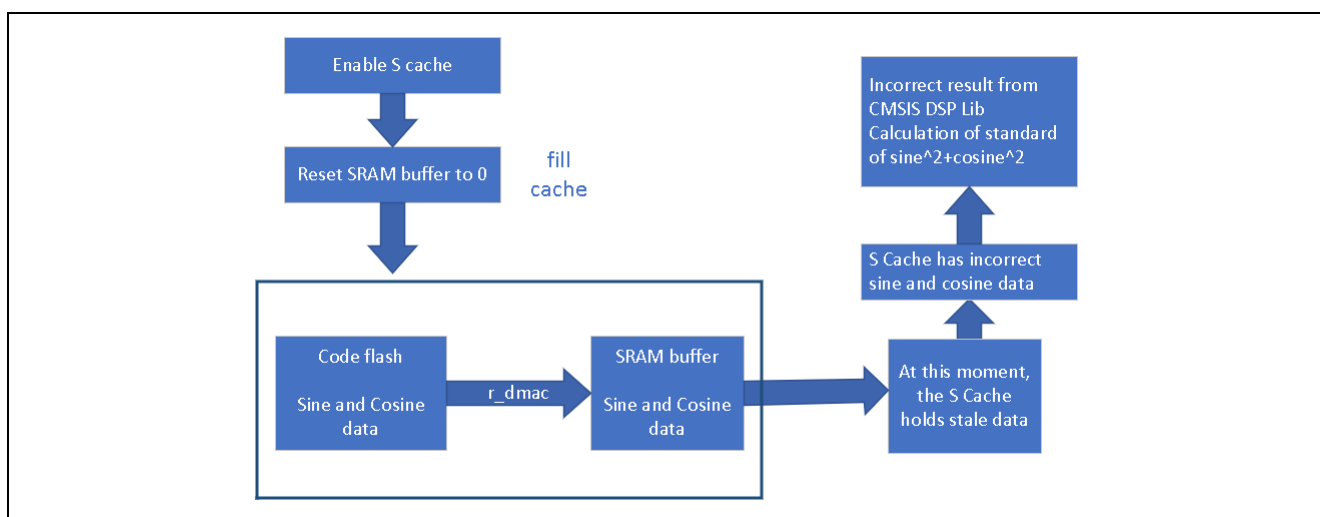 Enable S cache
Reset SRAM buffer to 0
fill
cache
Code flash
Sine and Cosine
data
r_dmac
SRAM buffer
Sine and Cosine
data
At this moment,
the S Cache
holds stale data
S Cache has incorrect
sine and cosine data
Incorrect result from
CMSIS DSP Lib
Calculation of standard
of sine^2+cosine^2